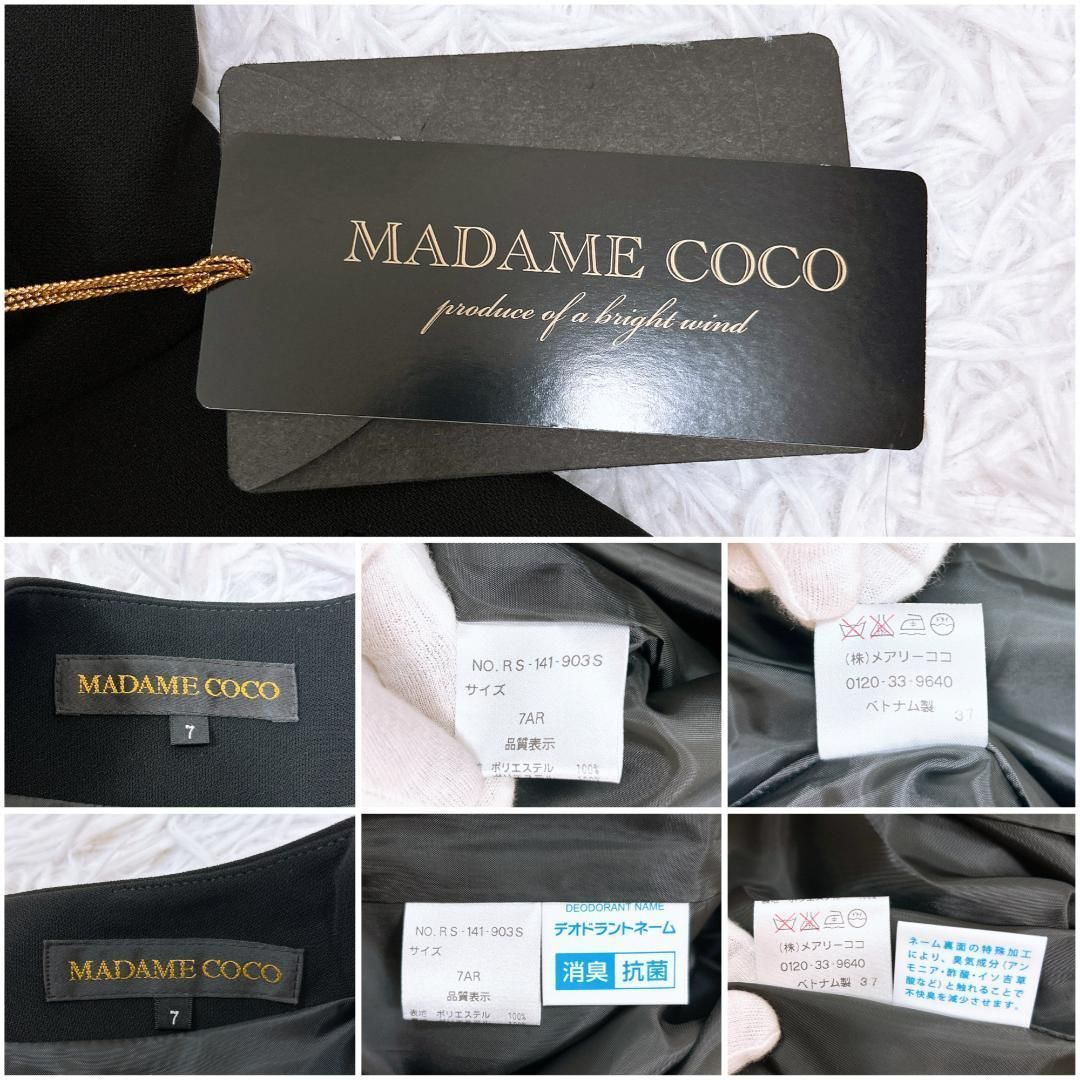 MADAME COCO
produce of a bright wind
MADAME COCO
7
NO. RS-141-903S
サイズ
7AR
品質表示
ポリエステル 100%
ドライ
(株)メアリーココ
0120-33-9640
ベトナム製 37
MADAME COCO
7
NO. RS-141-903S
サイズ
7AR
品質表示
表地 ポリエステル 100%
DEODORANT NAME
デオドラントネーム
消臭 抗菌
(株)メアリーココ
0120-33-9640
ベトナム製 37
ネーム裏面の特殊加工
により、臭気成分(アン
モニア・酢酸・イソ吉草
酸など)と触れることで
不快臭を減少させます。